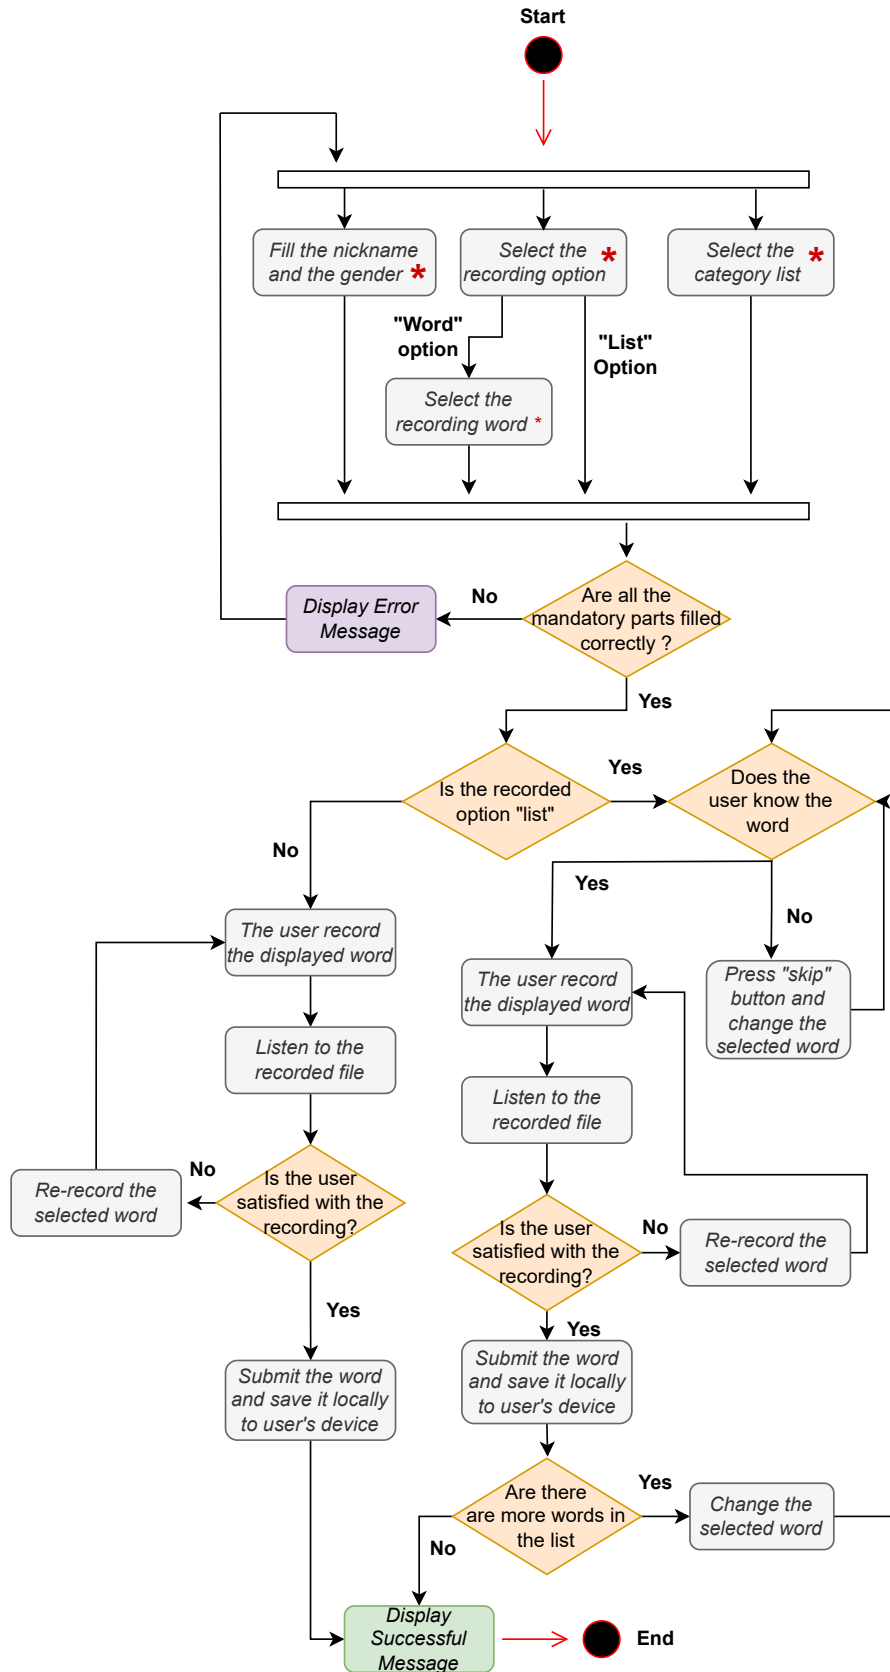 Start
Fill the nickname
and the gender *
Select the
recording option *
Select the
category list *
"Word"
option
"List"
Option
Select the
recording word *
Display Error
Message
No
Are all the
mandatory parts filled
correctly ?
Yes
Is the recorded
option "list"
Yes
Does the
user know the
word
No
Yes
No
The user record
the displayed word
The user record
the displayed word
Press "skip"
button and
change the
selected word
Listen to the
recorded file
Listen to the
recorded file
No
Re-record the
selected word
Is the user
satisfied with the
recording?
Is the user
satisfied with the
recording?
No
Re-record the
selected word
Yes
Yes
Submit the word
and save it locally
to user's device
Submit the word
and save it locally
to user's device
Are there
are more words in
the list
Yes
Change the
selected word
No
Display
Successful
Message
End